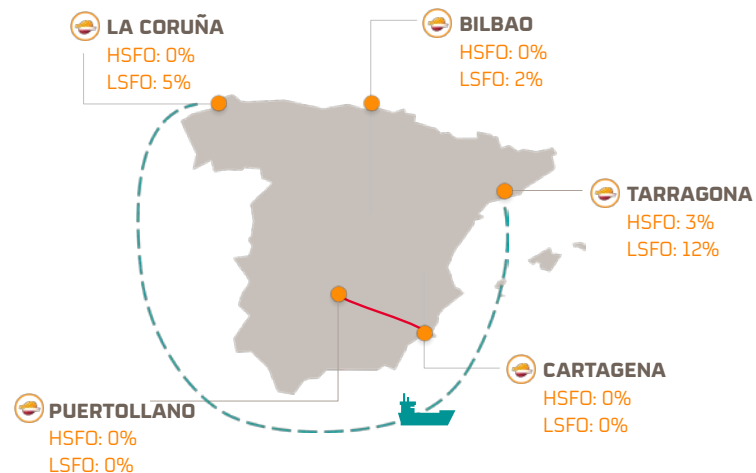 LA CORUÑA
HSFO: 0%
LSFO: 5%
BILBAO
HSFO: 0%
LSFO: 2%
TARRAGONA
HSFO: 3%
LSFO: 12%
CARTAGENA
HSFO: 0%
LSFO: 0%
PUERTOLLANO
HSFO: 0%
LSFO: 0%